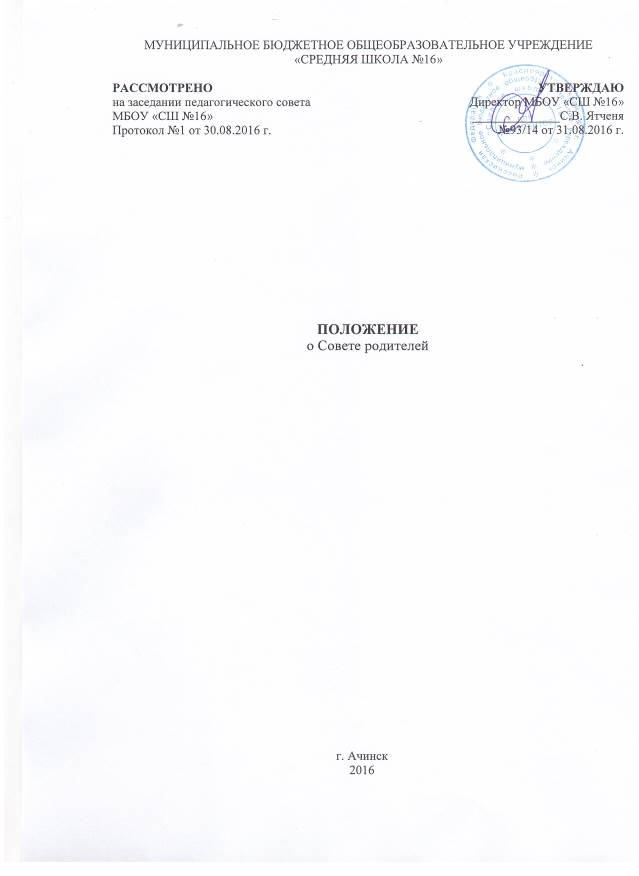 МУНИЦИПАЛЬНОЕ БЮДЖЕТНОЕ ОБЩЕОБРАЗОВАТЕЛЬНОЕ УЧРЕЖДЕНИЕ
«СРЕДНЯЯ ШКОЛА №16»
РАССМОТРЕНО
на заседании педагогического совета
МБОУ «СШ №16»
Протокол №1 от 30.08.2016 г.
УТВЕРЖДАЮ
Директор МБОУ «СШ №16»
С.В. Ятченя
№93/14 от 31.08.2016 г.
ПОЛОЖЕНИЕ
о Совете родителей
г. Ачинск
2016